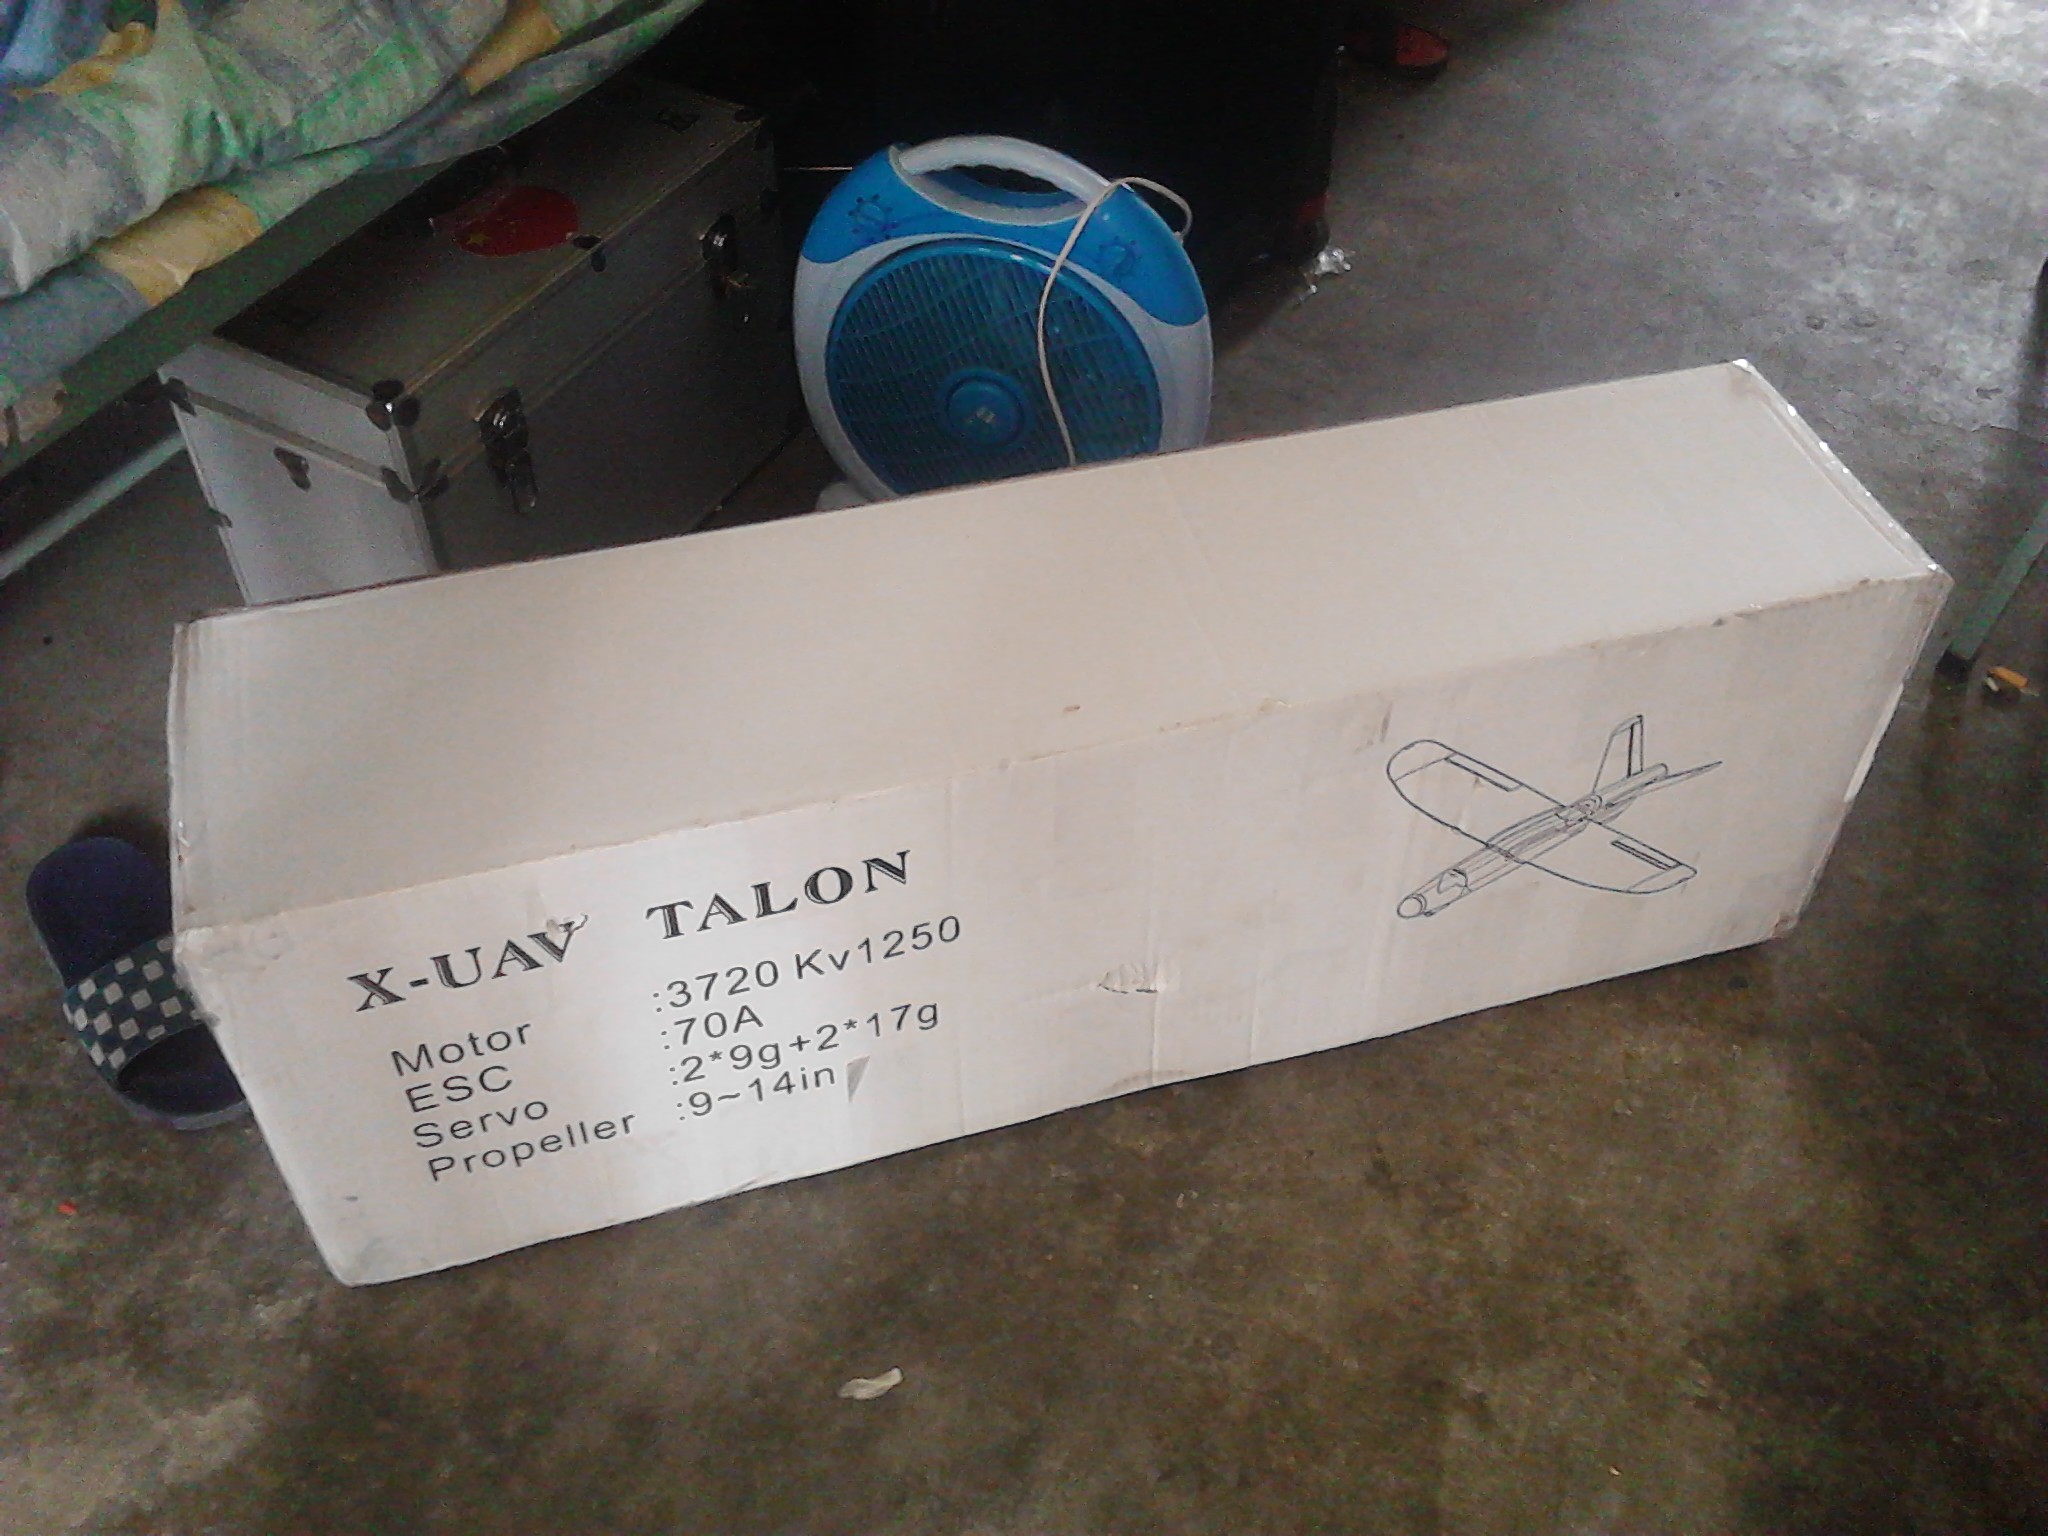 X-UAV TALON
Motor :3720 Kv1250
ESC :70A
Servo :2*9g+2*17g
Propeller :9~14in